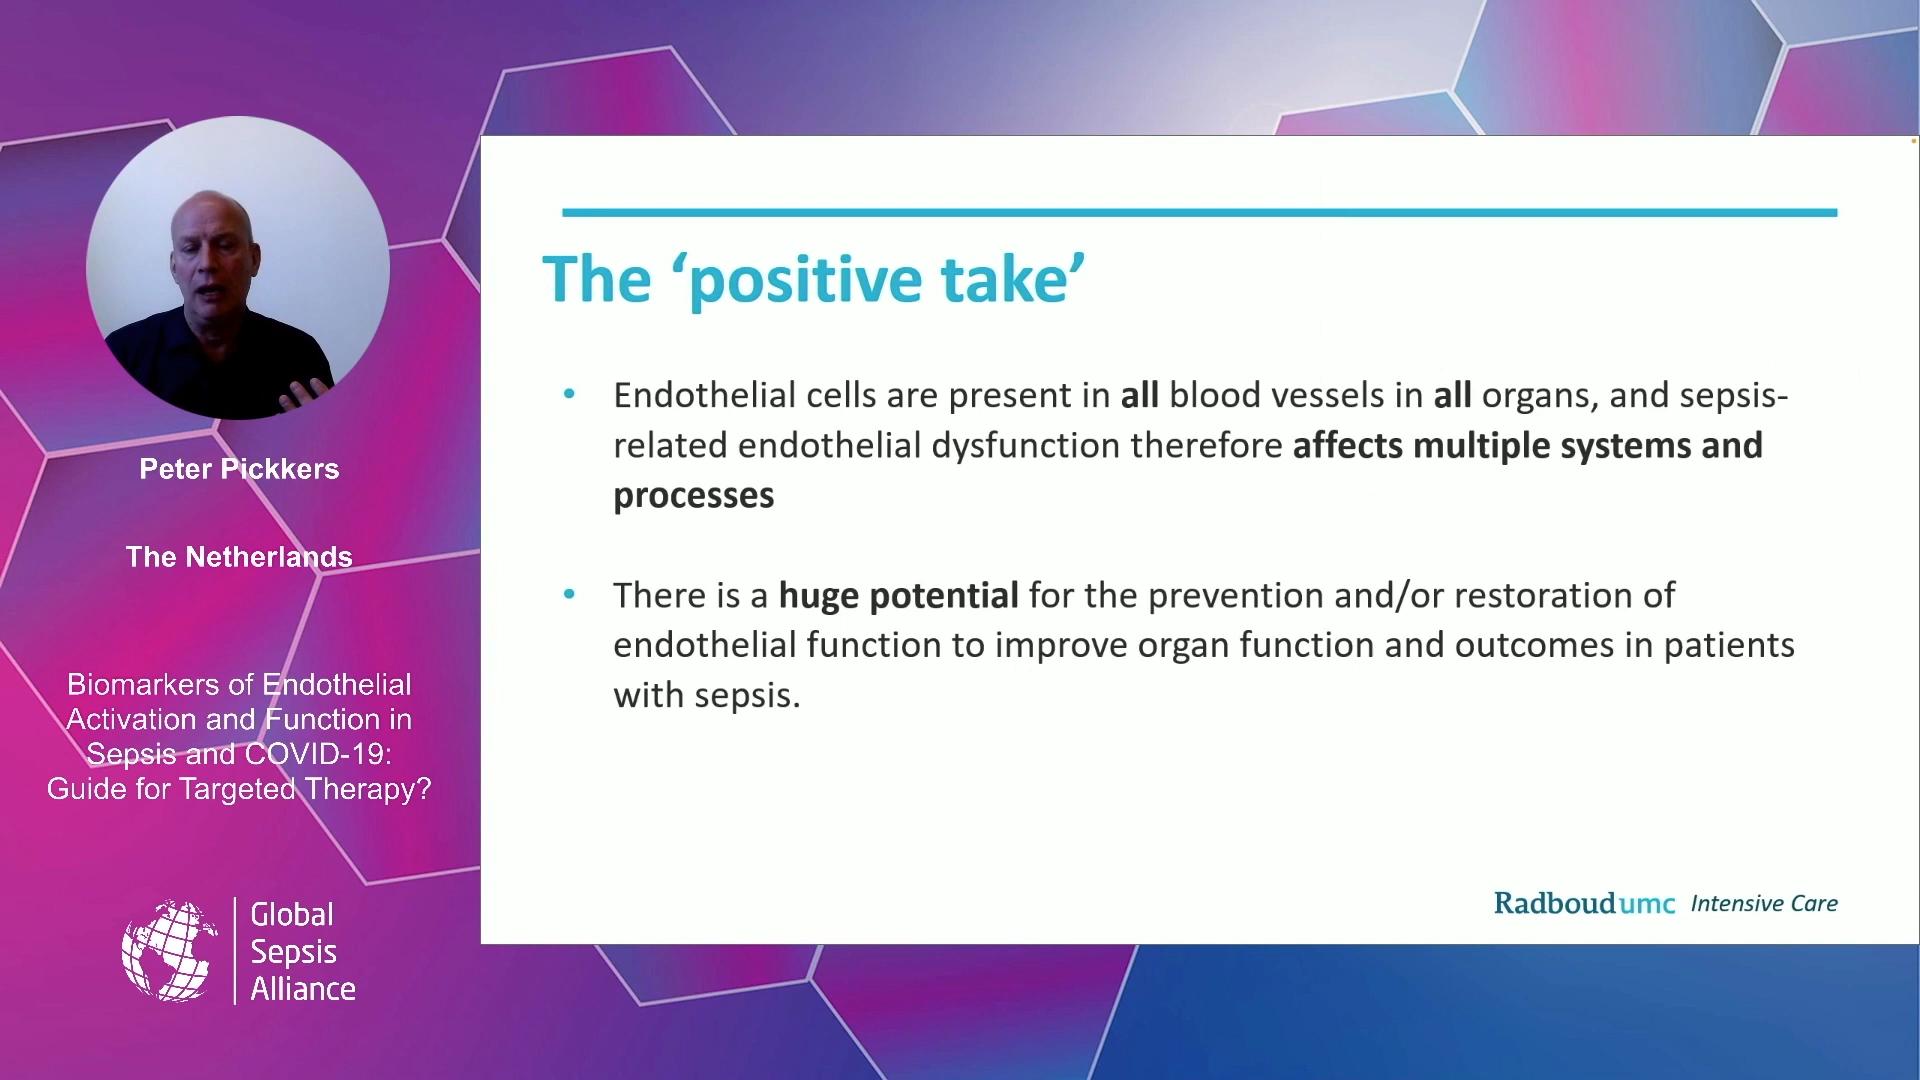 Peter Pickkers
The Netherlands
Biomarkers of Endothelial
Activation and Function in
Sepsis and COVID-19:
Guide for Targeted Therapy?
Global
Sepsis
Alliance
The ‘positive take’
• Endothelial cells are present in all blood vessels in all organs, and sepsis-
related endothelial dysfunction therefore affects multiple systems and
processes
• There is a huge potential for the prevention and/or restoration of
endothelial function to improve organ function and outcomes in patients
with sepsis.
Radboudumc Intensive Care